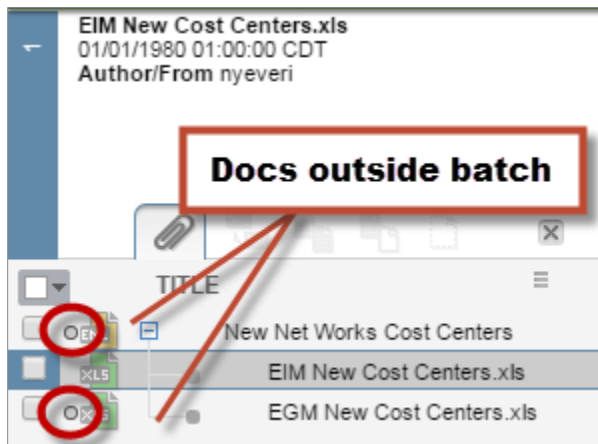 1
EIM New Cost Centers.xls
01/01/1980 01:00:00 CDT
Author/From nyeveri
Docs outside batch
TITLE
New Net Works Cost Centers
XLS
EIM New Cost Centers.xls
EGM New Cost Centers.xls